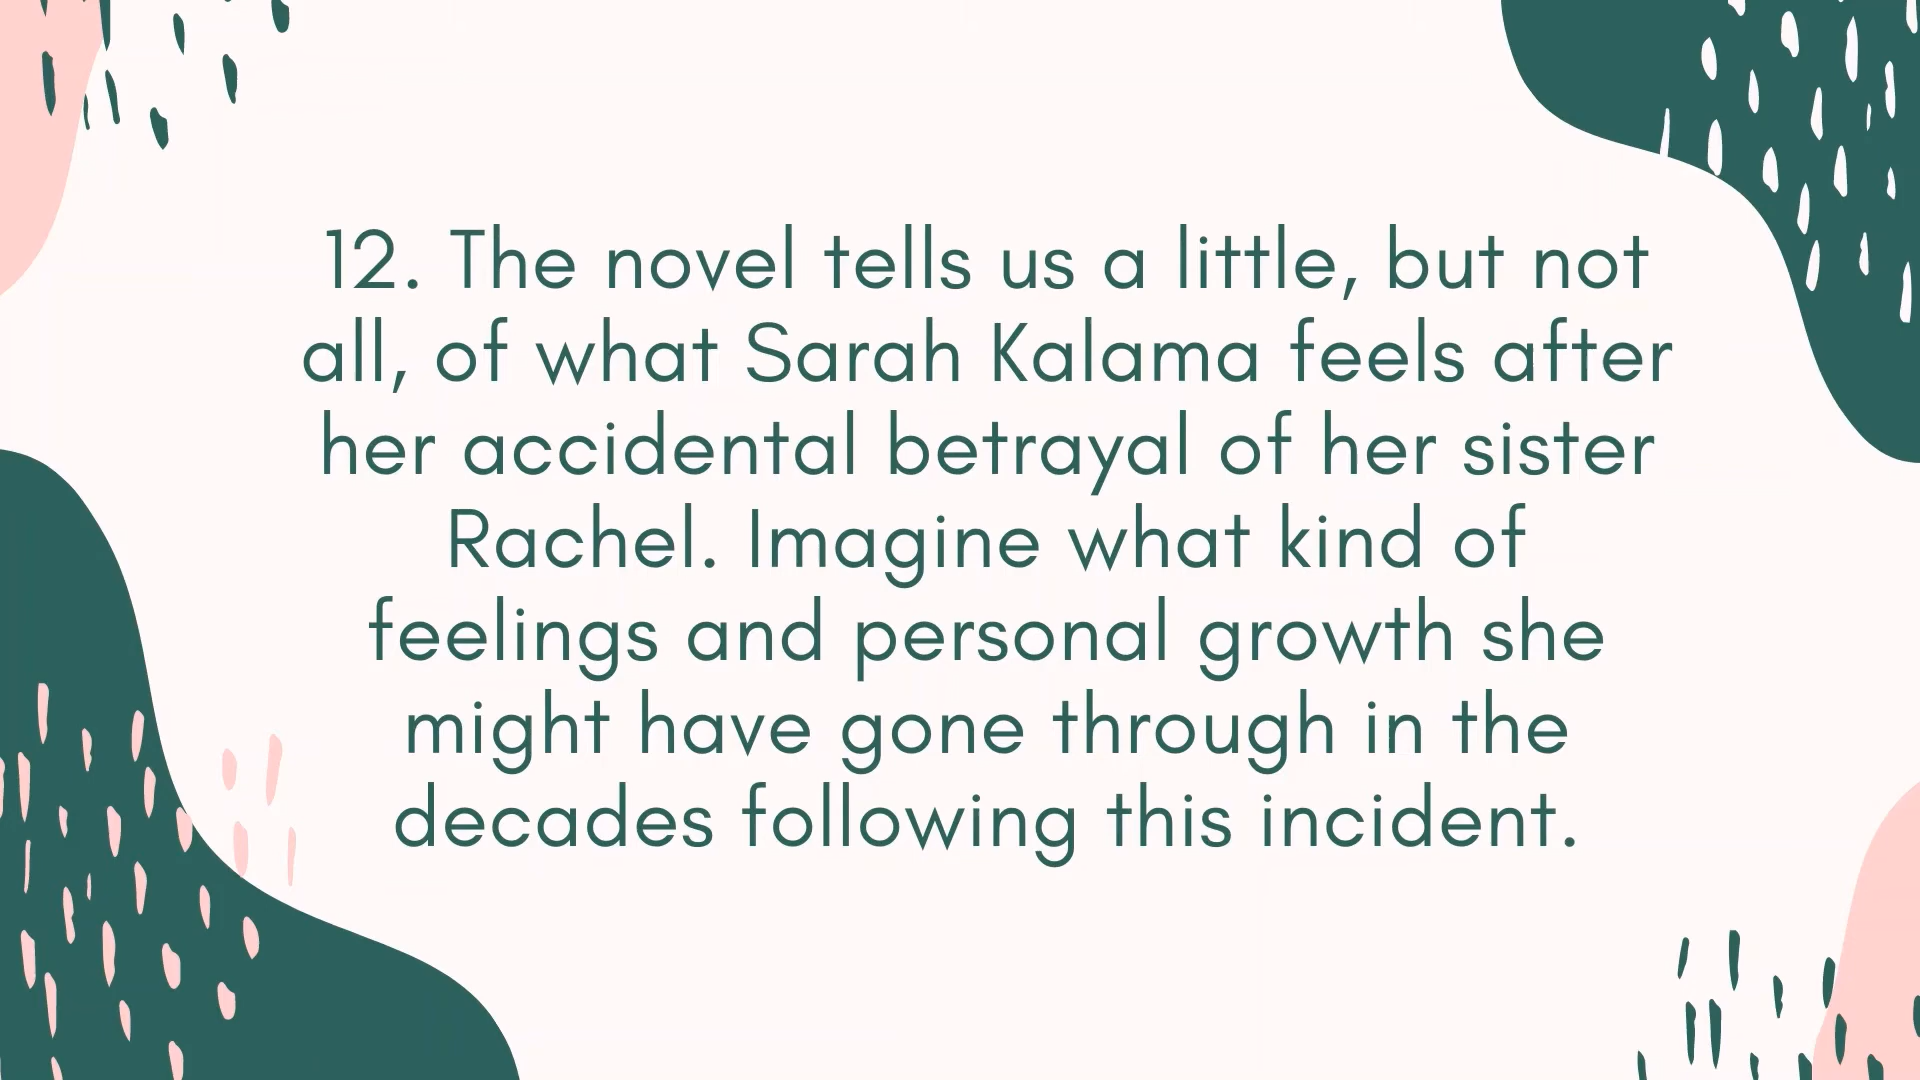 12. The novel tells us a little, but not
all, of what Sarah Kalama feels after
her accidental betrayal of her sister
Rachel. Imagine what kind of
feelings and personal growth she
might have gone through in the
decades following this incident.